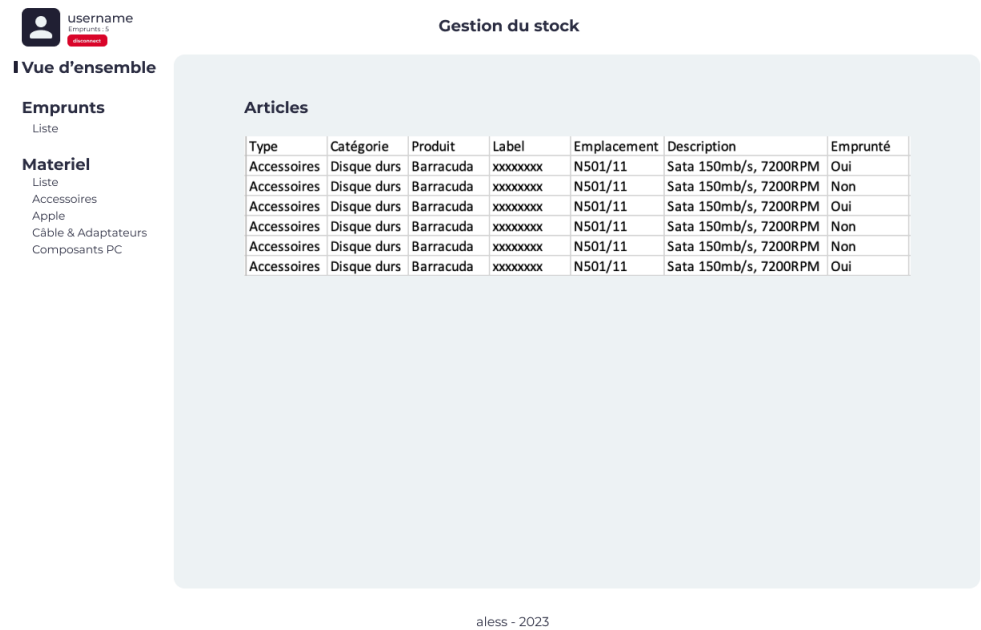 username
Emprunts : 5
disconnect
Gestion du stock
Vue d’ensemble
Emprunts
Liste
Materiel
Liste
Accessoires
Apple
Câble & Adaptateurs
Composants PC
Articles
Type Catégorie Produit Label Emplacement Description Emprunté
Accessoires Disque durs Barracuda xxxxxxxx N501/11 Sata 150mb/s, 7200RPM Oui
Accessoires Disque durs Barracuda xxxxxxxx N501/11 Sata 150mb/s, 7200RPM Non
Accessoires Disque durs Barracuda xxxxxxxx N501/11 Sata 150mb/s, 7200RPM Oui
Accessoires Disque durs Barracuda xxxxxxxx N501/11 Sata 150mb/s, 7200RPM Non
Accessoires Disque durs Barracuda xxxxxxxx N501/11 Sata 150mb/s, 7200RPM Non
Accessoires Disque durs Barracuda xxxxxxxx N501/11 Sata 150mb/s, 7200RPM Oui
aless - 2023